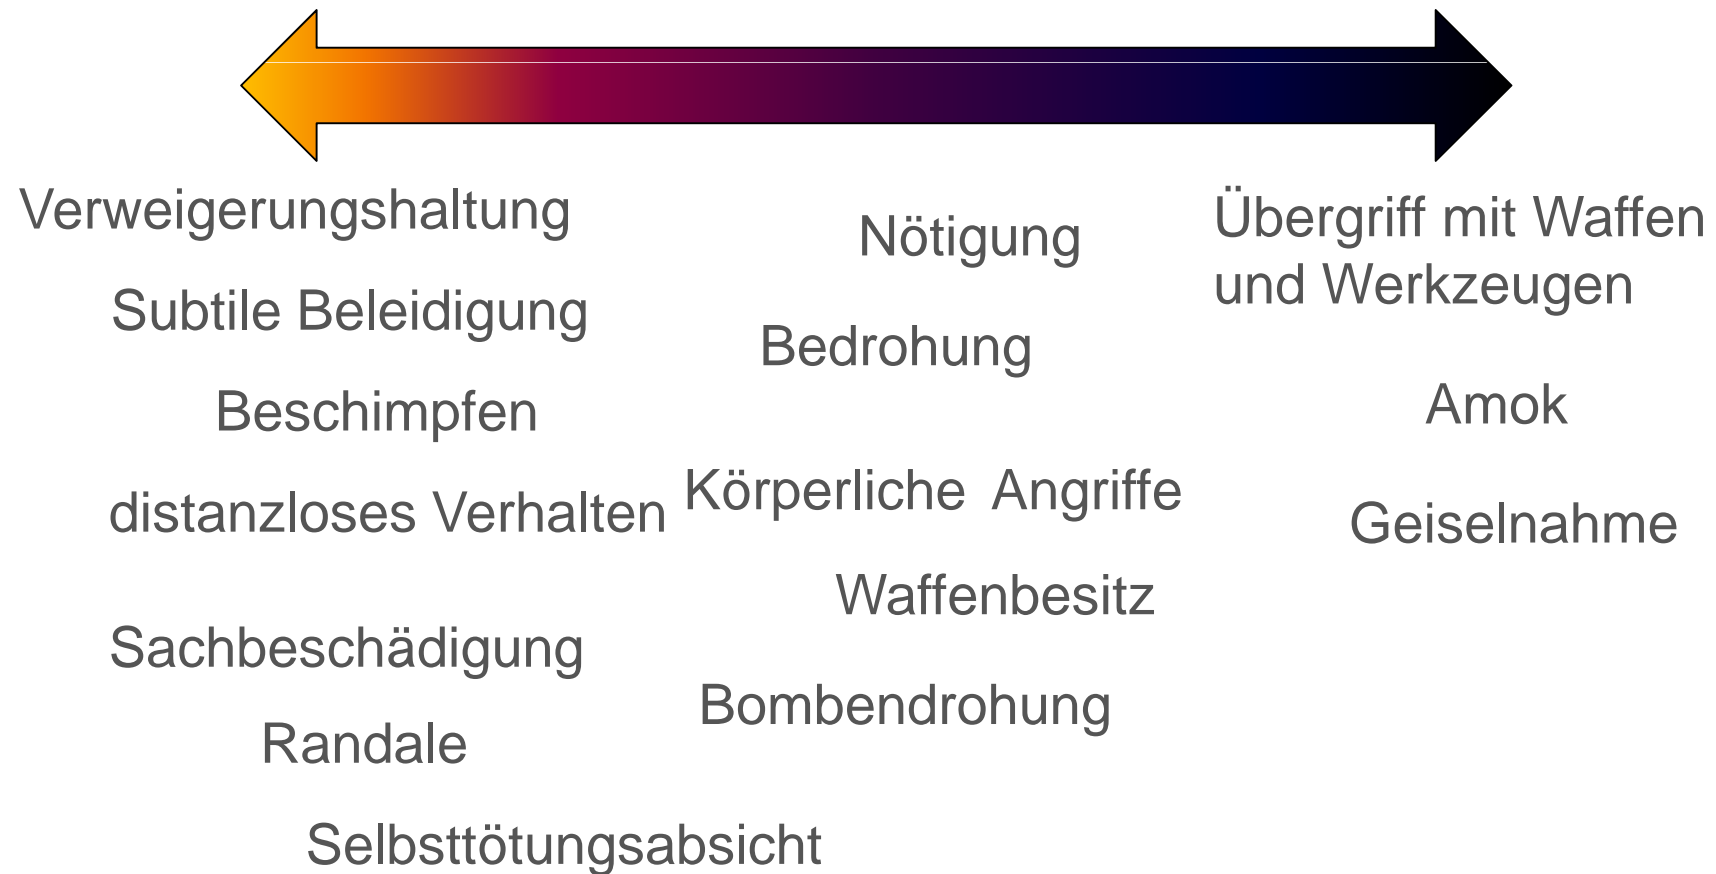 Verweigerungshaltung
Subtile Beleidigung
Beschimpfen
distanzloses Verhalten
Sachbeschädigung
Randale
Selbsttötungsabsicht
Nötigung
Bedrohung
Körperliche Angriffe
Waffenbesitz
Bombendrohung
Übergriff mit Waffen
und Werkzeugen
Amok
Geiselnahme